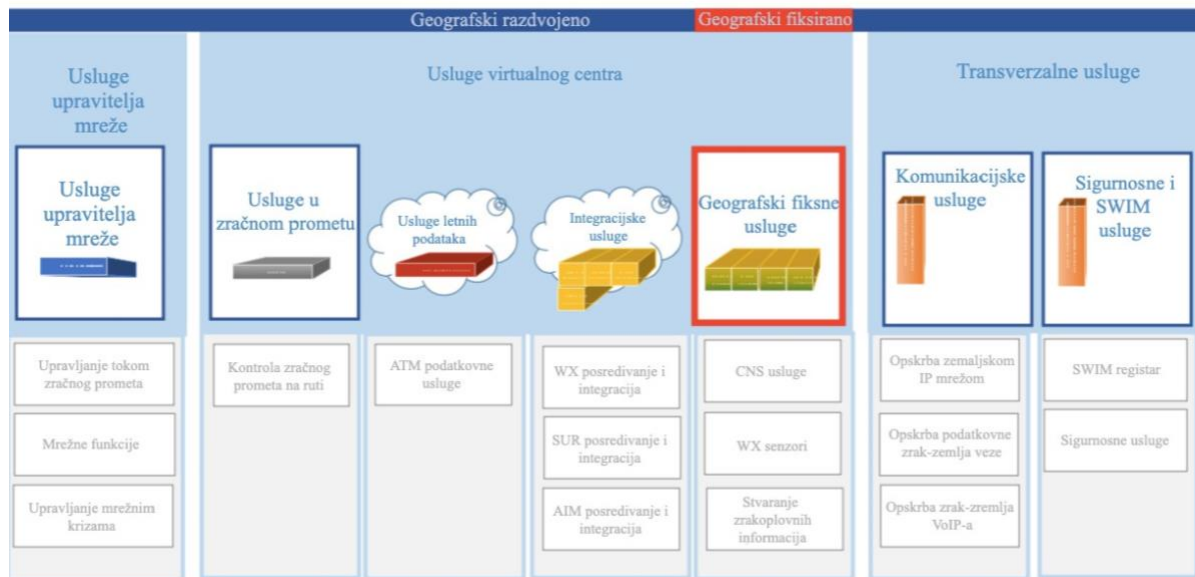 Geografski razdvojeno
Geografski fiksirano
Usluge
upravitelja
mreže
Usluge virtualnog centra
Transverzalne usluge
Usluge
upravitelja
mreže
Usluge u
zračnom prometu
Usluge letnih
podataka
Integracijske
usluge
Geografski fiksne
usluge
Komunikacijske
usluge
Sigurnosne i
SWIM
usluge
Upravljanje tokom
zračnog prometa
Mrežne funkcije
Upravljanje mrežnim
krizama
Kontrola zračnog
prometa na ruti
ATM podatkovne
usluge
WX posredivanje i
integracija
SUR posredivanje i
integracija
AIM posredivanje i
integracija
CNS usluge
WX senzori
Stvaranje
zrakoplovnih
informacija
Opskrba zemaljskom
IP mrežom
Opskrba podatkovne
zrak-zemlja veze
Opskrba zrak-zremlja
VoIP-a
SWIM registar
Sigurnosne usluge